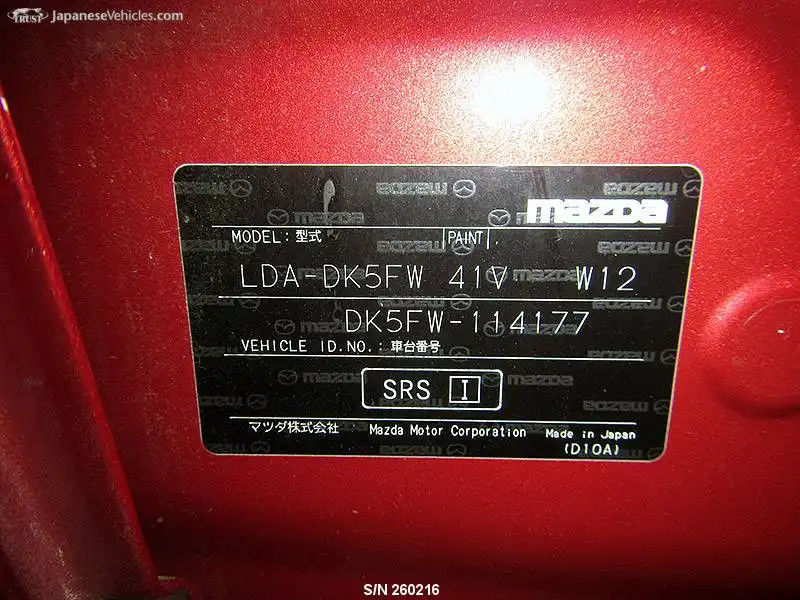 TRUST JapaneseVehicles.com
mazda
MODEL：型式 PAINT
LDA-DK5FW 41V W12
DK5FW-114177
VEHICLE ID.NO.：車台番号
SRS I
マツダ株式会社 Mazda Motor Corporation Made in Japan
(D10A)
S/N 260216